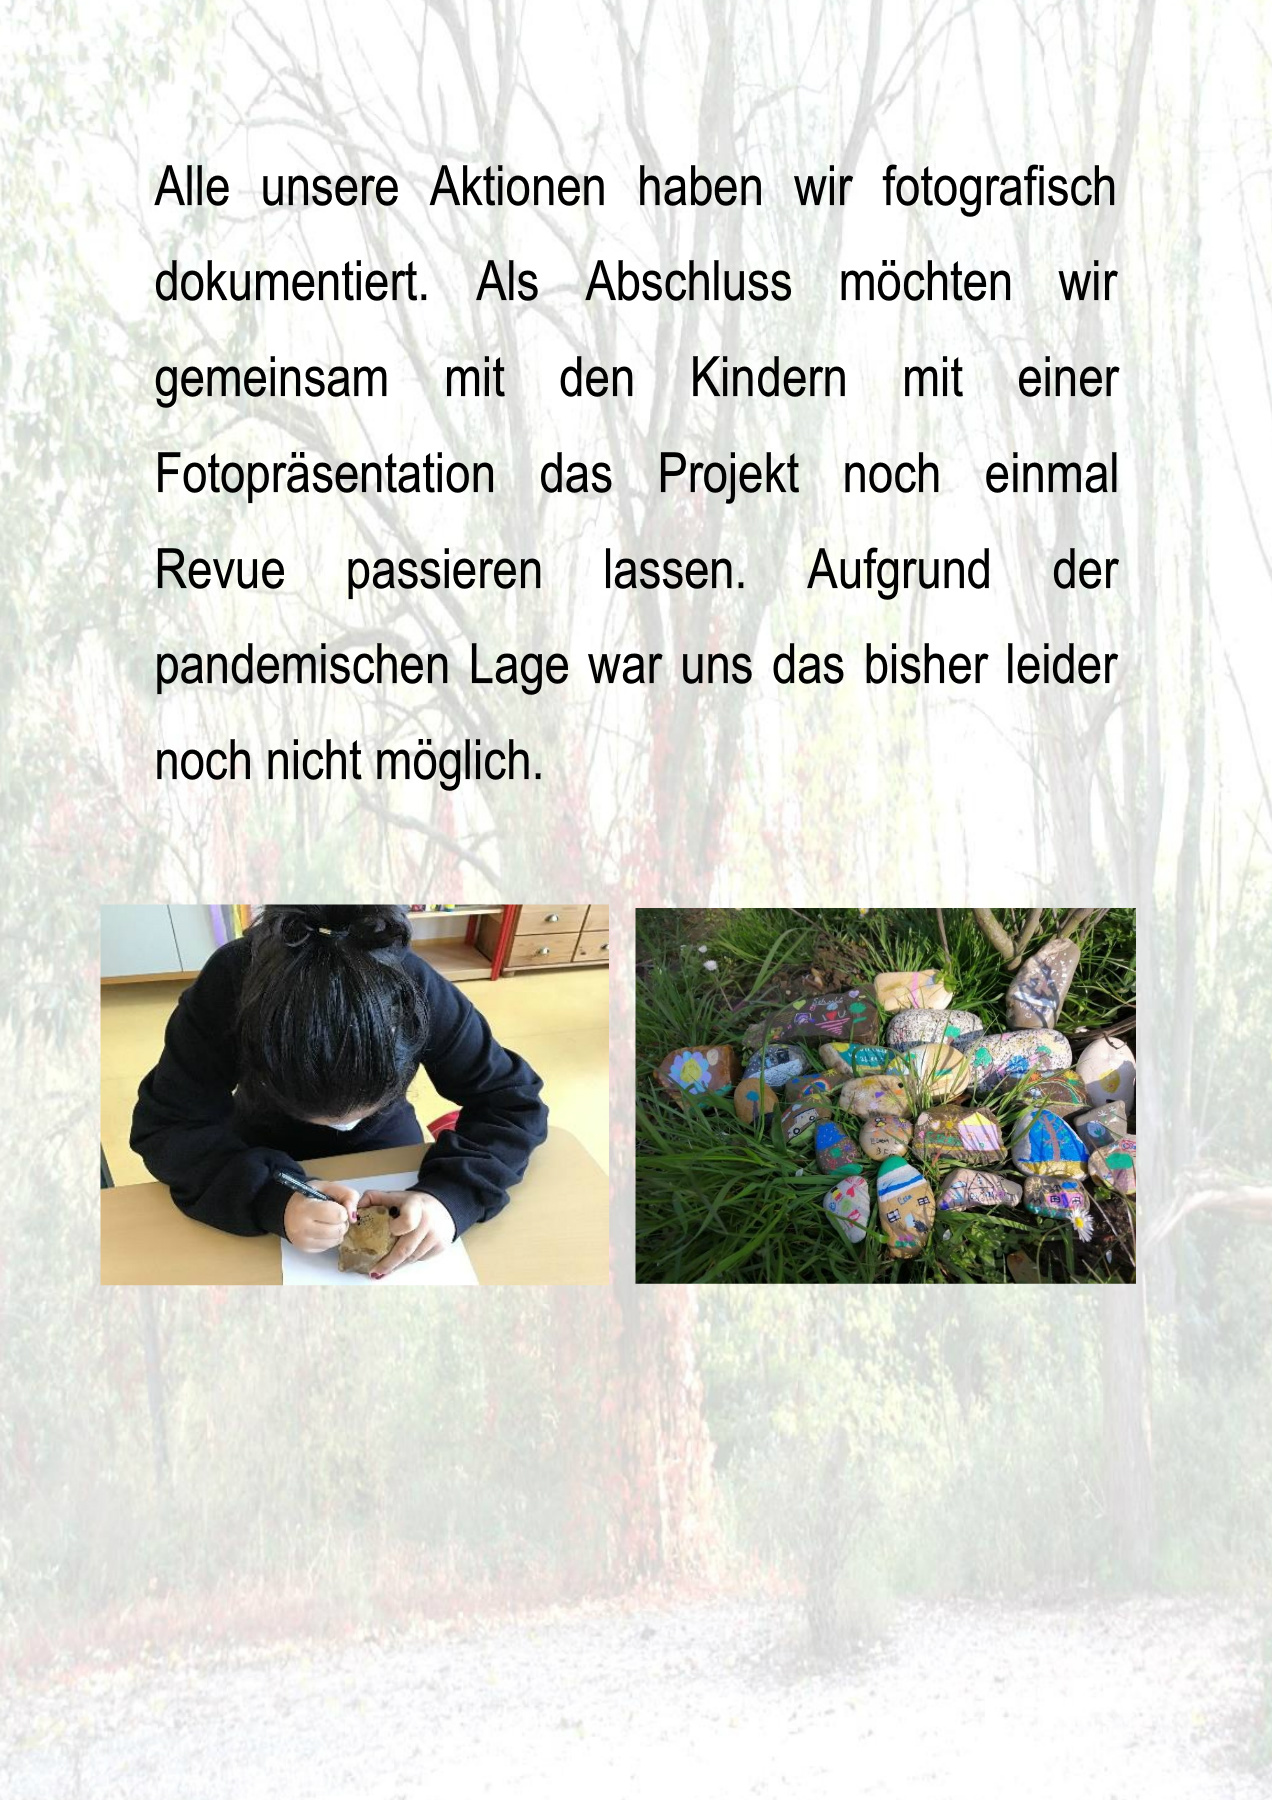 Alle unsere Aktionen haben wir fotografisch
dokumentiert. Als Abschluss möchten wir
gemeinsam mit den Kindern mit einer
Fotopräsentation das Projekt noch einmal
Revue passieren lassen. Aufgrund der
pandemischen Lage war uns das bisher leider
noch nicht möglich.